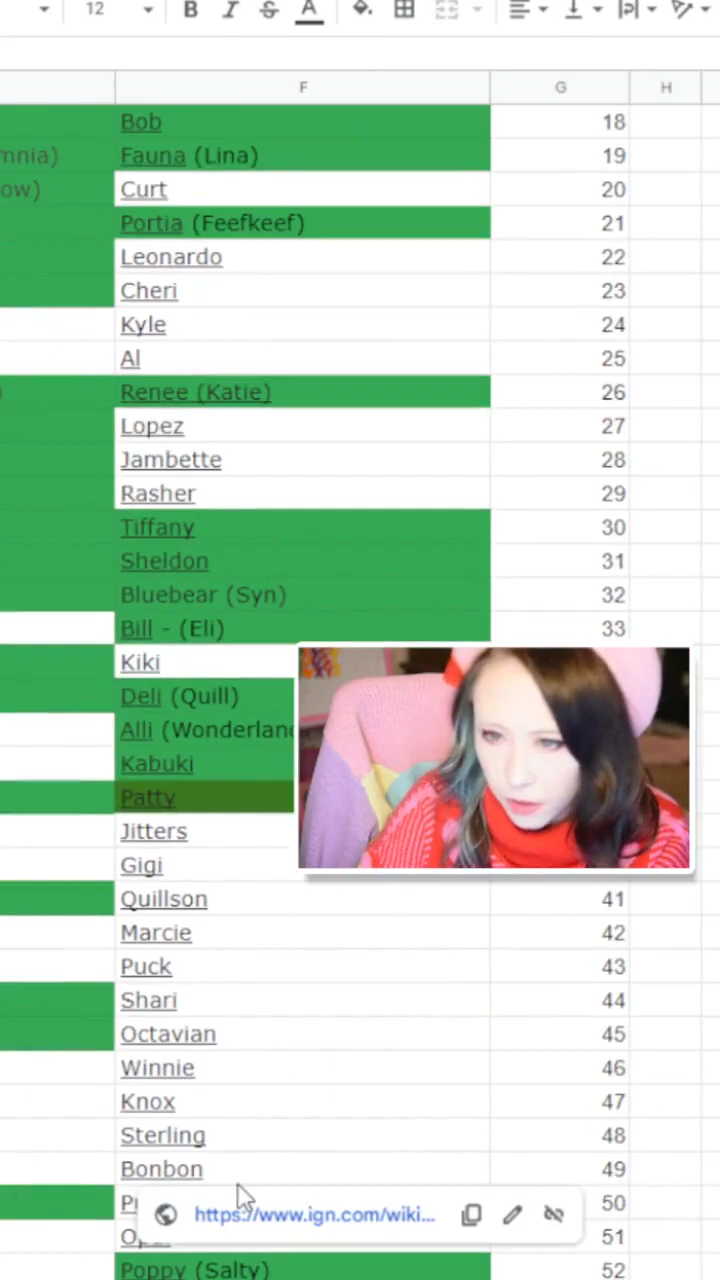 12 B I S A
F G H
Bob 18
mnia) Fauna (Lina) 19
ow) Curt 20
Portia (Feefkeef) 21
Leonardo 22
Cheri 23
Kyle 24
Al 25
) Renee (Katie) 26
Lopez 27
Jambette 28
Rasher 29
Tiffany 30
Sheldon 31
Bluebear (Syn) 32
Bill - (Eli) 33
Kiki
Deli (Quill)
Alli (Wonderland
Kabuki
Patty
Jitters
Gigi
Quillson 41
Marcie 42
Puck 43
Shari 44
Octavian 45
Winnie 46
Knox 47
Sterling 48
Bonbon 49
50
https://www.ign.com/wiki...
51
Poppy (Salty) 52